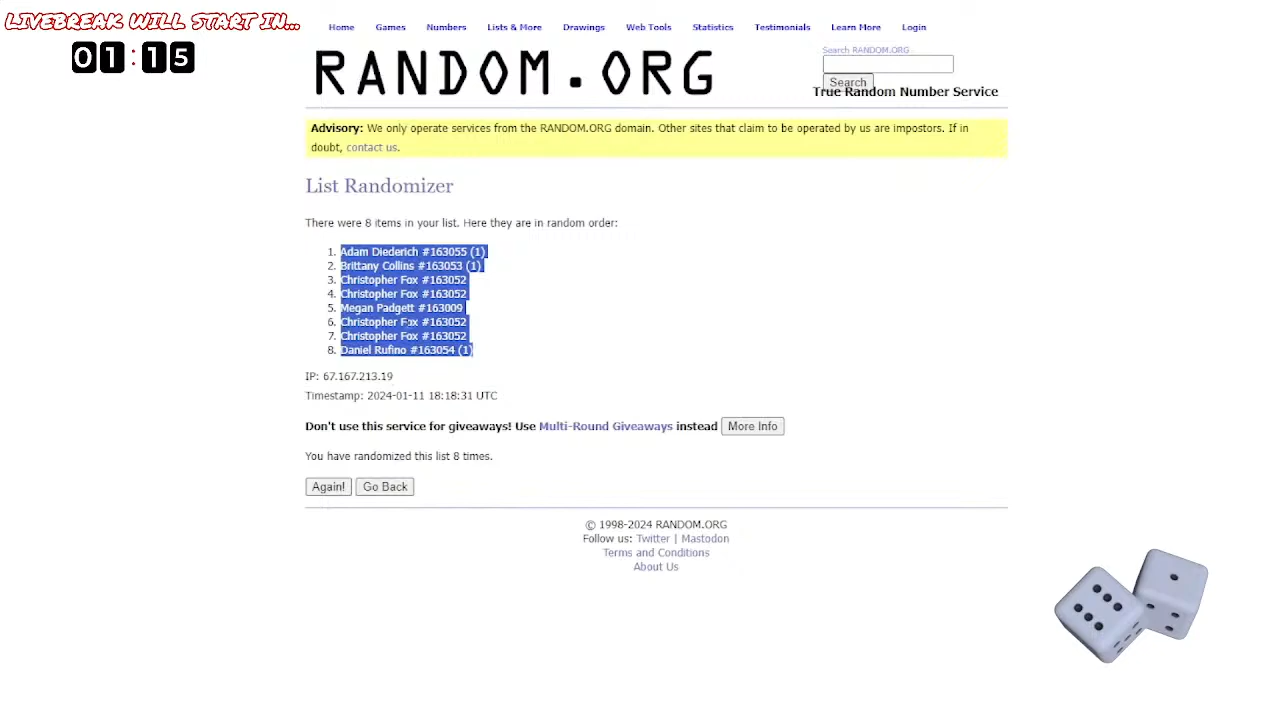 LIVEBREAK WILL START IN...
01:15
Home Games Numbers Lists & More Drawings Web Tools Statistics Testimonials Learn More Login
RANDOM.ORG
Search RANDOM.ORG
Search
True Random Number Service
Advisory: We only operate services from the RANDOM.ORG domain. Other sites that claim to be operated by us are impostors. If in
doubt, contact us.
List Randomizer
There were 8 items in your list. Here they are in random order:
1. Adam Diederich #163055 (1)
2. Brittany Collins #163053 (1)
3. Christopher Fox #163052
4. Christopher Fox #163052
5. Megan Padgett #163009
6. Christopher Fox #163052
7. Christopher Fox #163052
8. Daniel Rufino #163054 (1)
IP: 67.167.213.19
Timestamp: 2024-01-11 18:18:31 UTC
Don't use this service for giveaways! Use Multi-Round Giveaways instead More Info
You have randomized this list 8 times.
Again! Go Back
© 1998-2024 RANDOM.ORG
Follow us: Twitter | Mastodon
Terms and Conditions
About Us